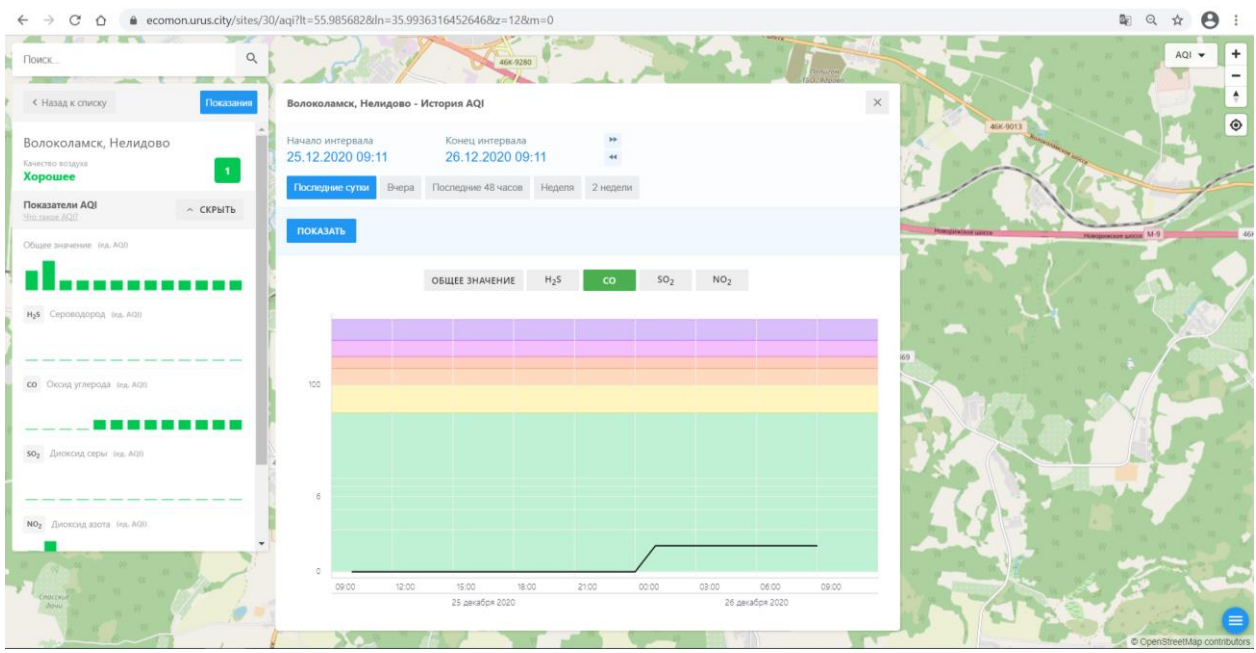 ecomon.urus.city/sites/30/aqi?lt=55.985682&ln=35.9936316452646&z=12&m=0
Поиск...
46К-9280
AQI
+
−
< Назад к списку
Показания
Волоколамск, Нелидово - История AQI
×
46К-9013
Волоколамск, Нелидово
Качество воздуха
Хорошее
1
Начало интервала
Конец интервала
25.12.2020 09:11
26.12.2020 09:11
Последние сутки
Вчера
Последние 48 часов
Неделя
2 недели
Показатели AQI
Что такое AQI?
СКРЫТЬ
ПОКАЗАТЬ
Новорижское шоссе
Новорижское шоссе
М-9
Общее значение (ед. AQI)
ОБЩЕЕ ЗНАЧЕНИЕ
H₂S
CO
SO₂
NO₂
H₂S Сероводород (ед. AQI)
CO Оксид углерода (ед. AQI)
SO₂ Диоксид серы (ед. AQI)
NO₂ Диоксид азота (ед. AQI)
100
6
0
09:00 12:00 15:00 18:00 21:00 00:00 03:00 06:00 09:00
25 декабря 2020
26 декабря 2020
© OpenStreetMap contributors